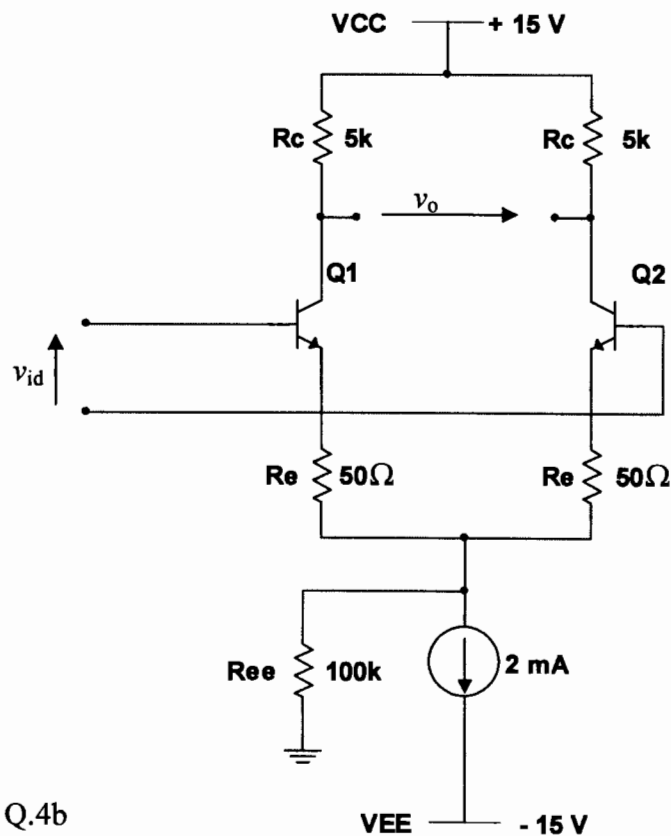 VCC + 15 V
Rc 5k Rc 5k
vo
Q1 Q2
vid
Re 50Ω Re 50Ω
Ree 100k 2 mA
Q.4b
VEE - 15 V